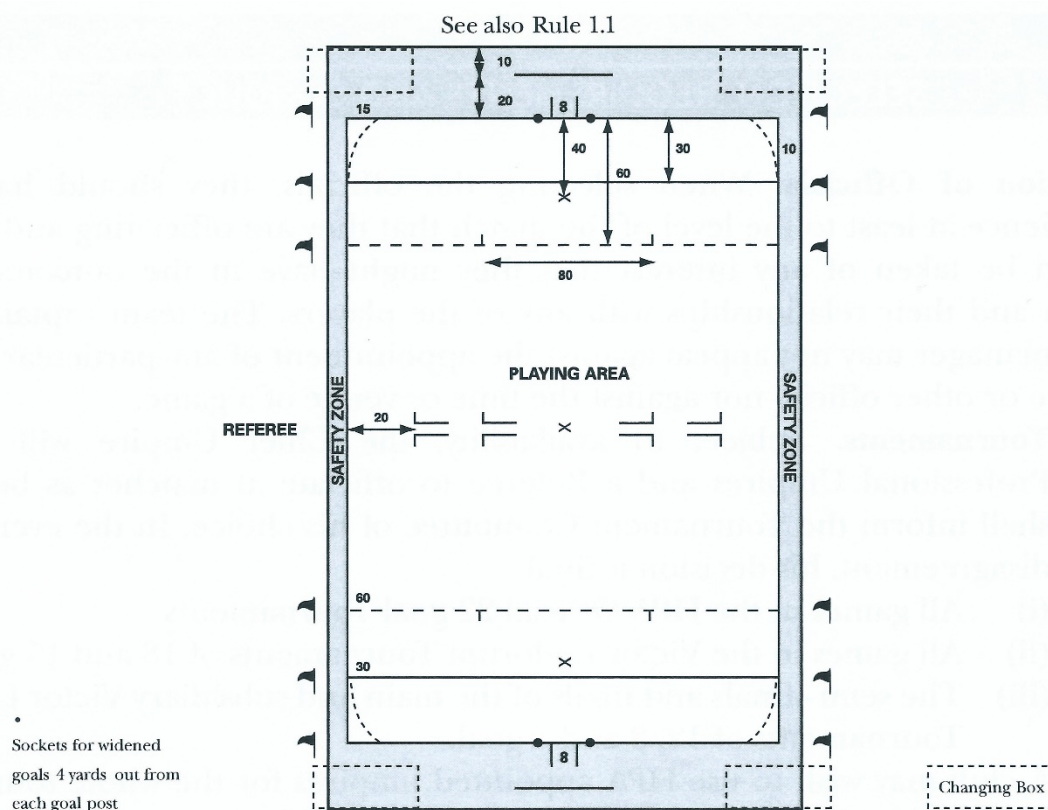 See also Rule 1.1
10
20
15
8
10
40
30
60
80
PLAYING AREA
SAFETY ZONE
SAFETY ZONE
REFEREE
20
60
30
8
Sockets for widened
goals 4 yards out from
each goal post
Changing Box